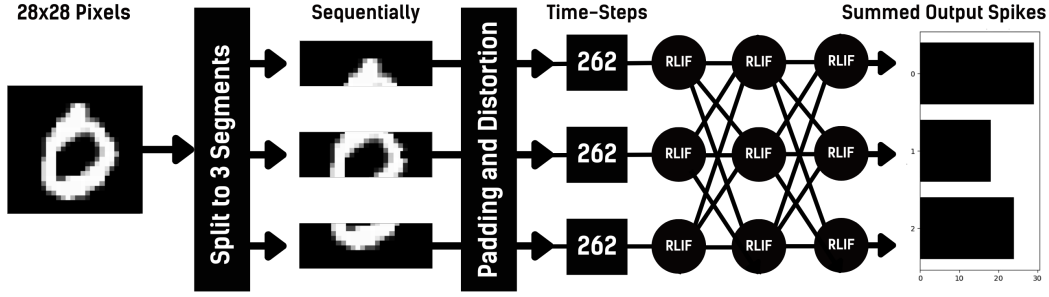 28x28 Pixels
Sequentially
Time-Steps
Summed Output Spikes
Split to 3 Segments
Padding and Distortion
262
262
262
RLIF
RLIF
RLIF
RLIF
RLIF
RLIF
RLIF
RLIF
RLIF
0
1
2
0 10 20 30